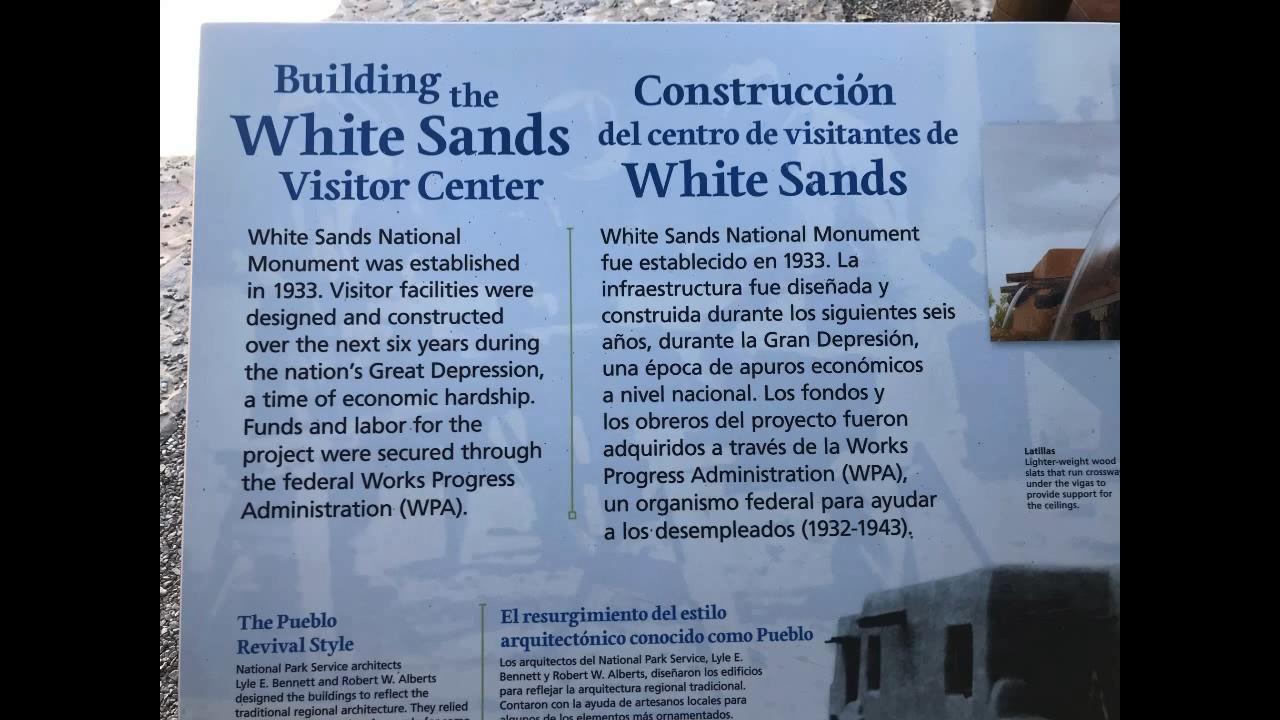 Building the
White Sands
Visitor Center
White Sands National
Monument was established
in 1933. Visitor facilities were
designed and constructed
over the next six years during
the nation's Great Depression,
a time of economic hardship.
Funds and labor for the
project were secured through
the federal Works Progress
Administration (WPA).
Construcción
del centro de visitantes de
White Sands
White Sands National Monument
fue establecido en 1933. La
infraestructura fue diseñada y
construida durante los siguientes seis
años, durante la Gran Depresión,
una época de apuros económicos
a nivel nacional. Los fondos y
los obreros del proyecto fueron
adquiridos a través de la Works
Progress Administration (WPA),
un organismo federal para ayudar
a los desempleados (1932-1943).
Latillas
Lighter-weight wood
slats that run crossway
under the vigas to
provide support for
the ceilings.
The Pueblo
Revival Style
National Park Service architects
Lyle E. Bennett and Robert W. Alberts
designed the buildings to reflect the
traditional regional architecture. They relied
El resurgimiento del estilo
arquitectónico conocido como Pueblo
Los arquitectos del National Park Service, Lyle E.
Bennett y Robert W. Alberts, diseñaron los edificios
para reflejar la arquitectura regional tradicional.
Contaron con la ayuda de artesanos locales para
algunos de los elementos más ornamentados.